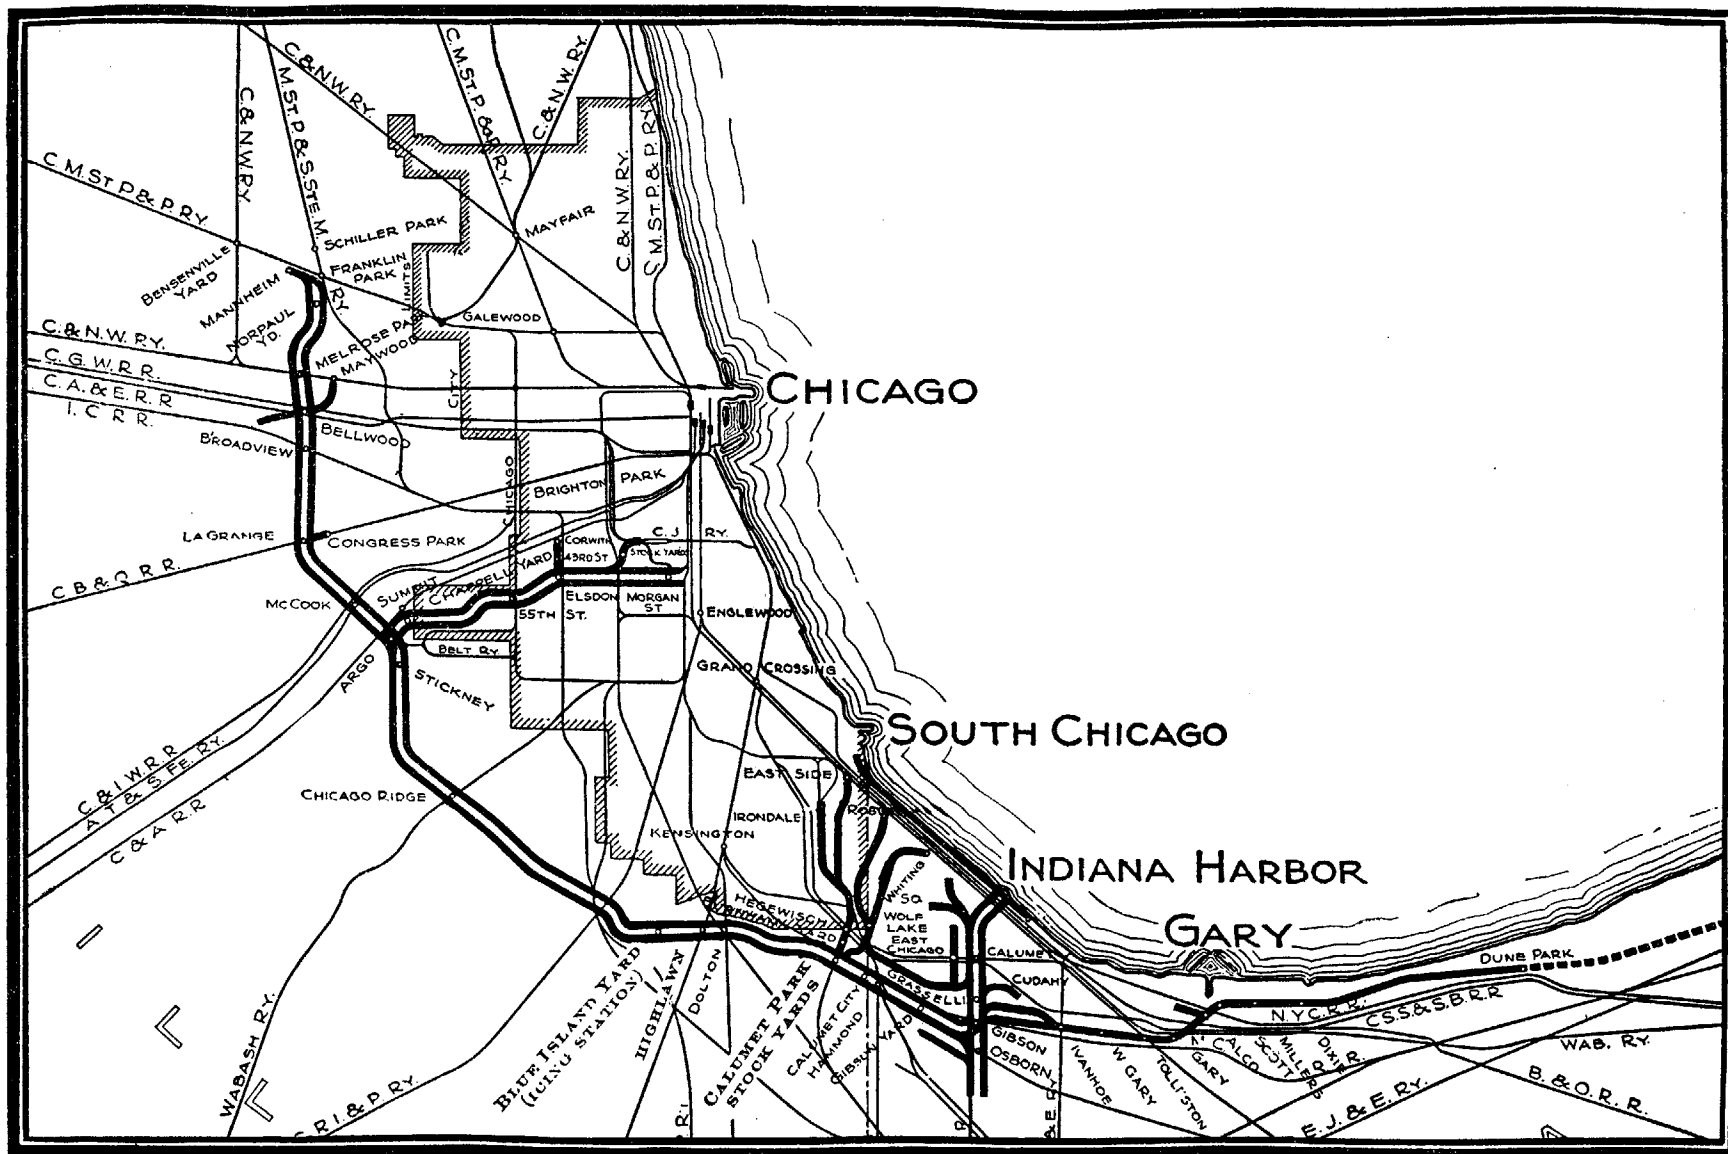 C.&N.W. RY.
C.&N.W.RY.
M. ST. P. & S. STE. M.
RY
C. M. ST. P. & P. RY
C.&N.W. RY.
C.&N.W. RY.
C. M. ST. P. & P. RY
C. M. ST P. & P. RY
SCHILLER PARK
MAYFAIR
FRANKLIN
PARK
BENSENVILLE
YARD
MANNHEIM
NORPAUL
YD.
MELROSE PARK
MAYWOOD
GALEWOOD
CITY
LIMITS
CHICAGO
C. & N. W. RY.
C. G. W. R R.
C. A. & E. R. R
I. C R R.
CHICAGO
BROADVIEW
BELLWOOD
BRIGHTON PARK
LA GRANGE
CONGRESS PARK
C.J. RY.
CORWITH
43RD ST
STOCK YARDS
C B & Q R R.
MCCOOK
SUMMIT
CHAPPELL YARD
55TH ST.
ELSDON
MORGAN
ST
ENGLEWOOD
BELT RY.
ARGO
STICKNEY
GRAND CROSSING
SOUTH CHICAGO
C & I W. R. R
A T & S FE. RY.
C & A R. R
CHICAGO RIDGE
EAST SIDE
IRONDALE
KENSINGTON
INDIANA HARBOR
WHITING
SO.
WOLF
LAKE
EAST
CHICAGO
HEGEWISCH
BURNHAM YARD
GARY
CALUMET
CUDAHY
GRASSELLI
DUNE PARK
N.Y.C.R.R.
C.S.S.& S.B.R.R
WABASH RY.
C R I & P RY.
BLUE ISLAND YARD
(ICING STATION)
HIGHLAWN
DOLTON
CALUMET PARK
STOCK YARDS
CALUMET CITY
HAMMOND
GIBSON YARD
GIBSON
OSBORN
IVANHOE
W GARY
TOLLISTON
GARY
CALCO
SCOTT
MILLERS
DIXIE
WAB. RY.
B. & O. R. R.
E. J. & E. RY.